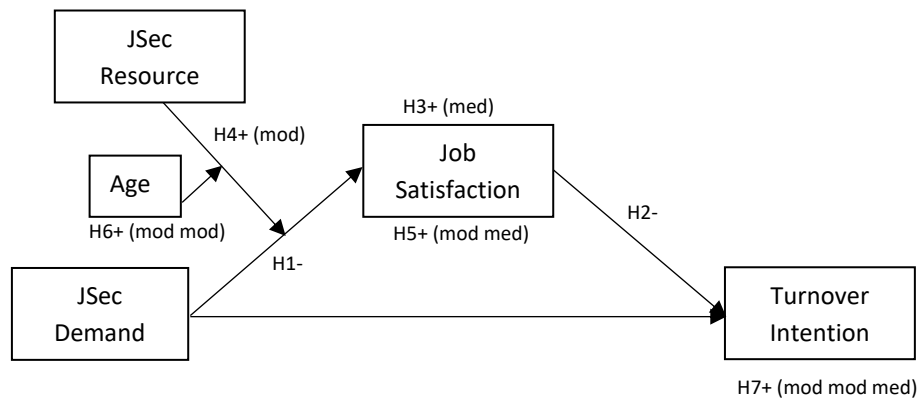 JSec
Resource
H4+ (mod)
H3+ (med)
Job
Satisfaction
Age
H6+ (mod mod)
H5+ (mod med)
H2-
H1-
JSec
Demand
Turnover
Intention
H7+ (mod mod med)